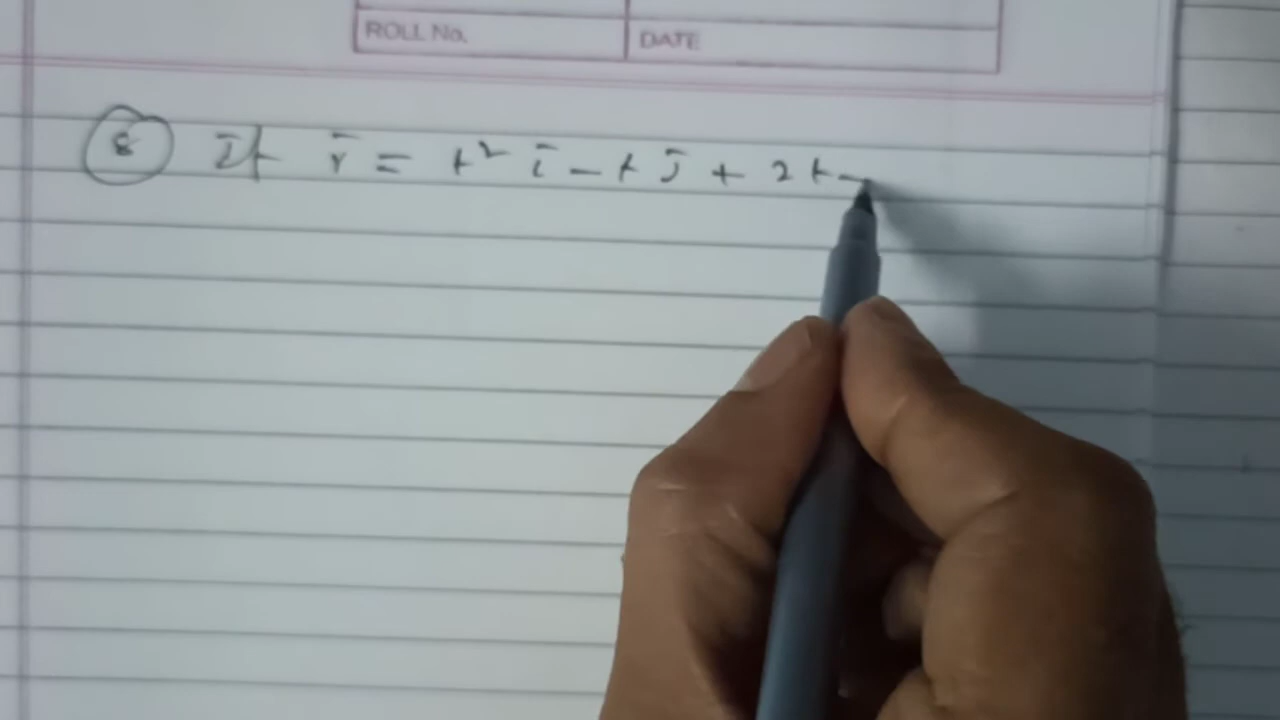 ROLL No. DATE
8 If r̄ = t² ī - t j̄ + 2t -